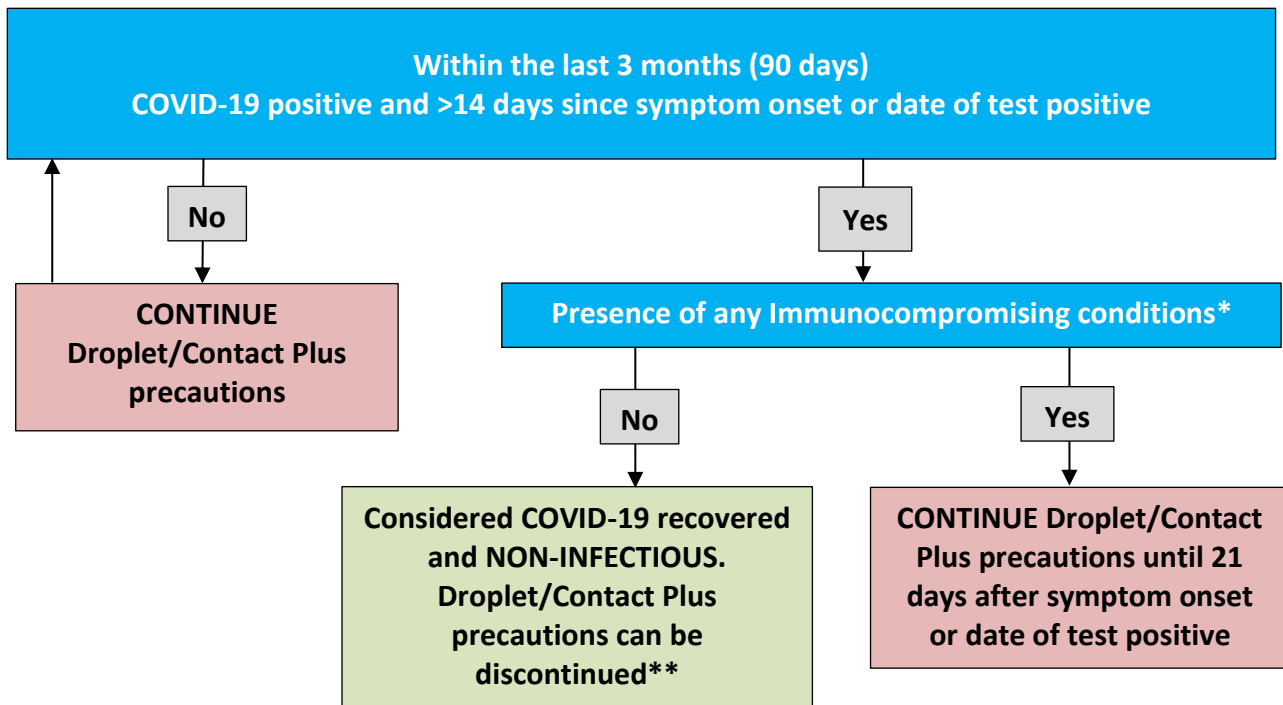 Within the last 3 months (90 days)
COVID-19 positive and >14 days since symptom onset or date of test positive
No
Yes
CONTINUE
Droplet/Contact Plus
precautions
Presence of any Immunocompromising conditions*
No
Yes
Considered COVID-19 recovered
and NON-INFECTIOUS.
Droplet/Contact Plus
precautions can be
discontinued**
CONTINUE Droplet/Contact
Plus precautions until 21
days after symptom onset
or date of test positive